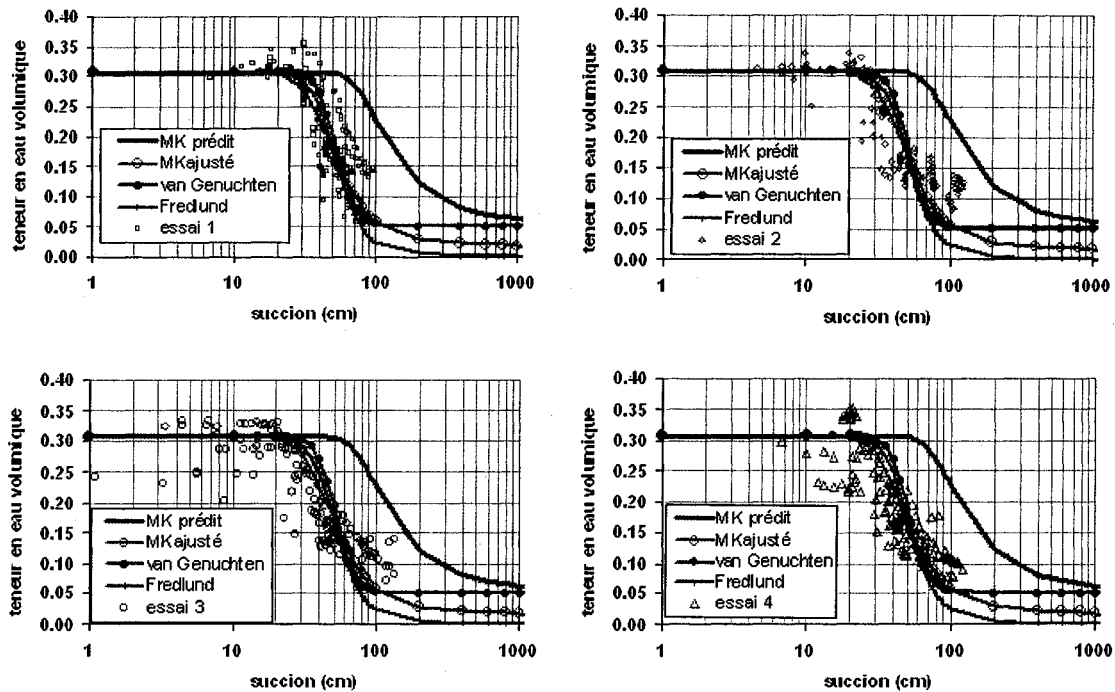 teneur en eau volumique
0.40
0.35
0.30
0.25
0.20
0.15
0.10
0.05
0.00
MK prédit
MKajusté
van Genuchten
Fredlund
essai 1
1
10
100
1000
succion (cm)
teneur en eau volumique
0.40
0.35
0.30
0.25
0.20
0.15
0.10
0.05
0.00
MK prédit
MKajusté
van Genuchten
Fredlund
essai 2
1
10
100
1000
succion (cm)
teneur en eau volumique
0.40
0.35
0.30
0.25
0.20
0.15
0.10
0.05
0.00
MK prédit
MKajusté
van Genuchten
Fredlund
essai 3
1
10
100
1000
succion (cm)
teneur en eau volumique
0.40
0.35
0.30
0.25
0.20
0.15
0.10
0.05
0.00
MK prédit
MKajusté
van Genuchten
Fredlund
essai 4
1
10
100
1000
succion (cm)